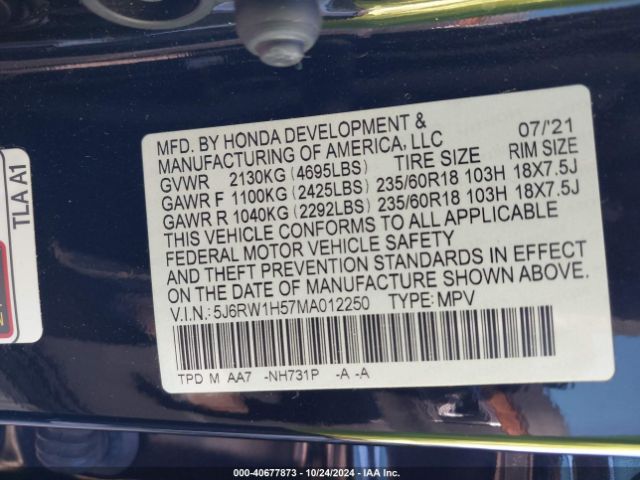 MFD. BY HONDA DEVELOPMENT & 07/'21
MANUFACTURING OF AMERICA, LLC
GVWR 2130KG (4695LBS) TIRE SIZE RIM SIZE
GAWR F 1100KG (2425LBS) 235/60R18 103H 18X7.5J
GAWR R 1040KG (2292LBS) 235/60R18 103H 18X7.5J
THIS VEHICLE CONFORMS TO ALL APPLICABLE
FEDERAL MOTOR VEHICLE SAFETY
AND THEFT PREVENTION STANDARDS IN EFFECT
ON THE DATE OF MANUFACTURE SHOWN ABOVE.
V.I.N.:5J6RW1H57MA012250 TYPE:MPV
TPD M AA7 -NH731P -A -A
TLA A1
000-40677873 - 10/24/2024 - IAA Inc.